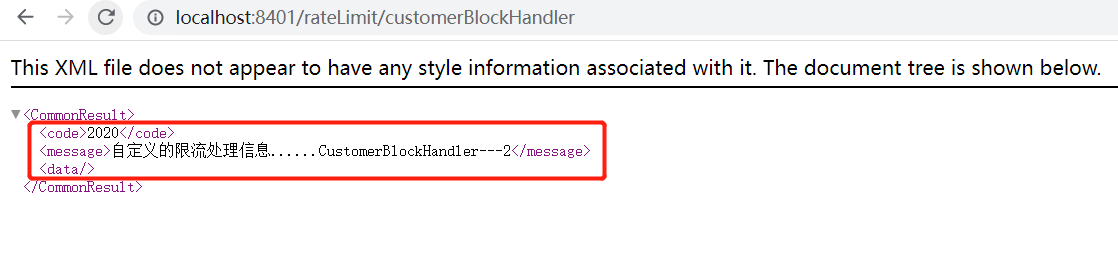 localhost:8401/rateLimit/customerBlockHandler
This XML file does not appear to have any style information associated with it. The document tree is shown below.
<CommonResult>
<code>2020</code>
<message>自定义的限流处理信息......CustomerBlockHandler---2</message>
<data/>
</CommonResult>